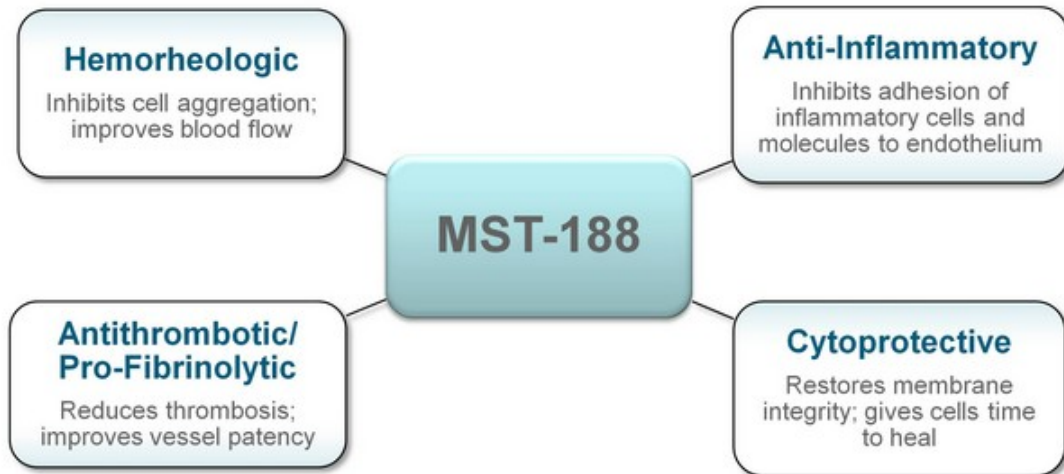 Hemorheologic
Inhibits cell aggregation;
improves blood flow
Anti-Inflammatory
Inhibits adhesion of
inflammatory cells and
molecules to endothelium
MST-188
Antithrombotic/
Pro-Fibrinolytic
Reduces thrombosis;
improves vessel patency
Cytoprotective
Restores membrane
integrity; gives cells time
to heal